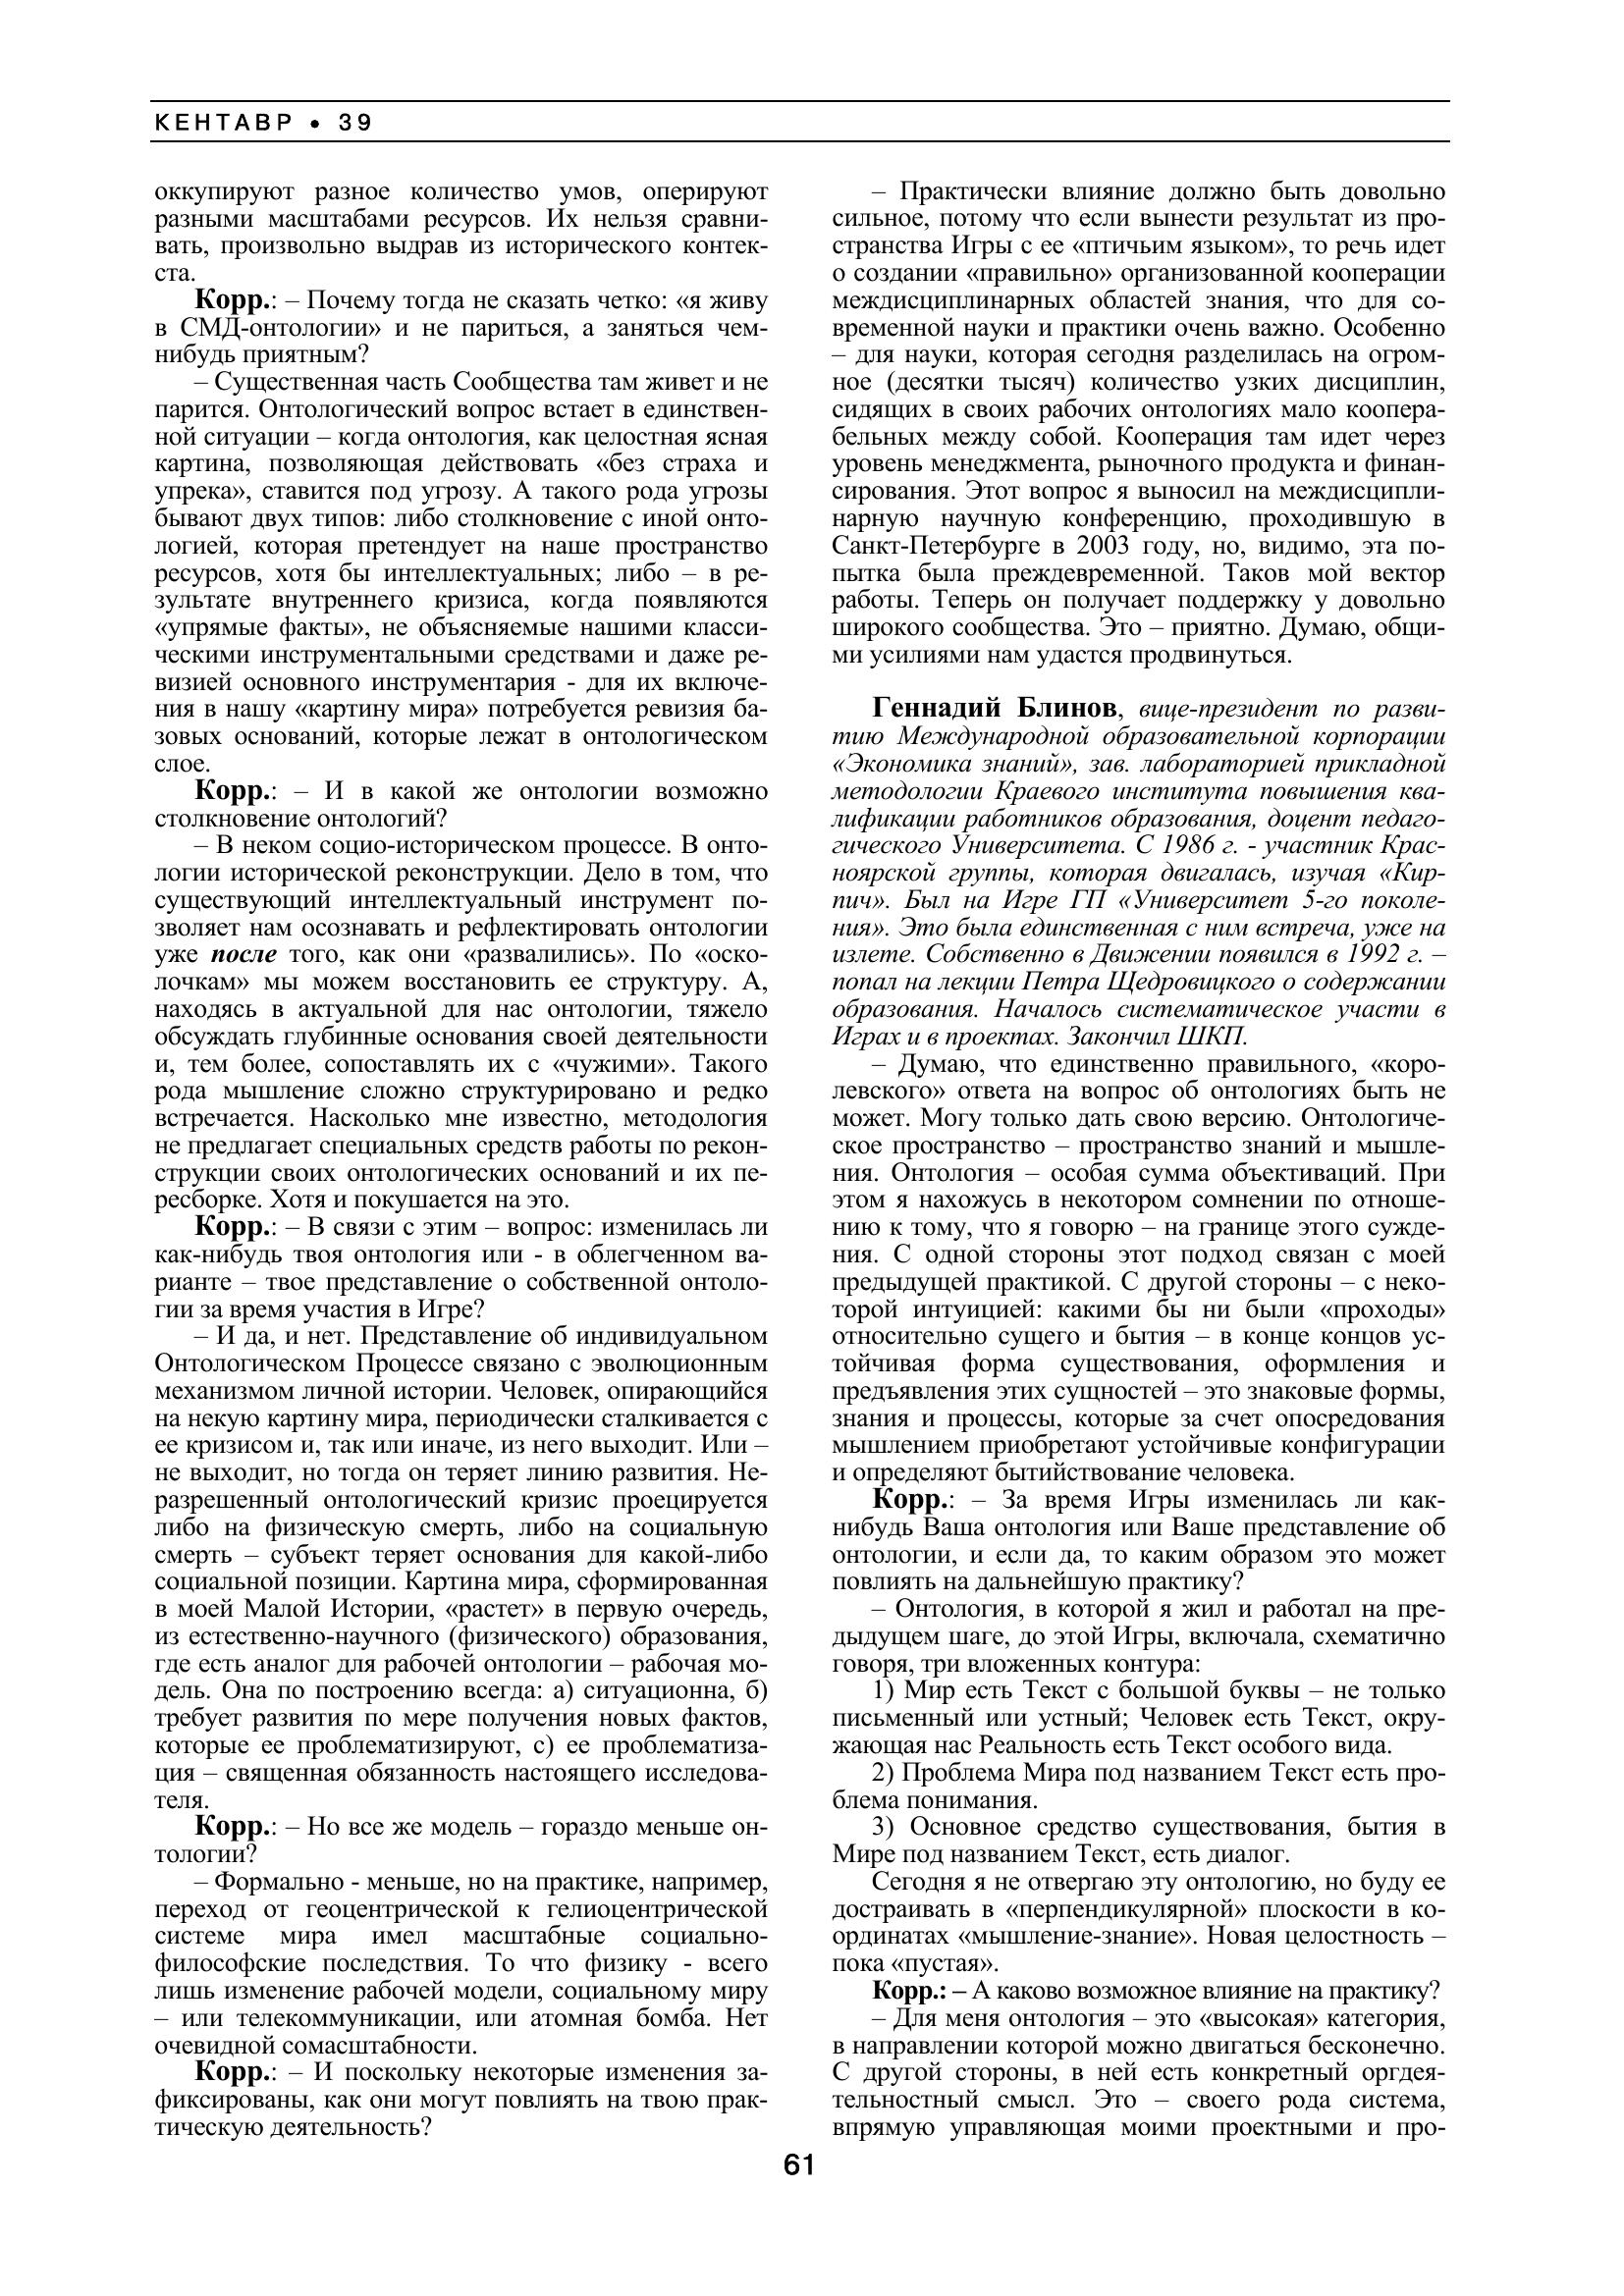 КЕНТАВР • 39
оккупируют разное количество умов, оперируют
разными масштабами ресурсов. Их нельзя сравни-
вать, произвольно выдрав из исторического контек-
ста.
Корр.: – Почему тогда не сказать четко: «я живу
в СМД-онтологии» и не париться, а заняться чем-
нибудь приятным?
– Существенная часть Сообщества там живет и не
парится. Онтологический вопрос встает в единствен-
ной ситуации – когда онтология, как целостная ясная
картина, позволяющая действовать «без страха и
упрека», ставится под угрозу. А такого рода угрозы
бывают двух типов: либо столкновение с иной онто-
логией, которая претендует на наше пространство
ресурсов, хотя бы интеллектуальных; либо – в ре-
зультате внутреннего кризиса, когда появляются
«упрямые факты», не объясняемые нашими класси-
ческими инструментальными средствами и даже ре-
визией основного инструментария - для их включе-
ния в нашу «картину мира» потребуется ревизия ба-
зовых оснований, которые лежат в онтологическом
слое.
Корр.: – И в какой же онтологии возможно
столкновение онтологий?
– В неком социо-историческом процессе. В онто-
логии исторической реконструкции. Дело в том, что
существующий интеллектуальный инструмент по-
зволяет нам осознавать и рефлектировать онтологии
уже после того, как они «развалились». По «оско-
лочкам» мы можем восстановить ее структуру. А,
находясь в актуальной для нас онтологии, тяжело
обсуждать глубинные основания своей деятельности
и, тем более, сопоставлять их с «чужими». Такого
рода мышление сложно структурировано и редко
встречается. Насколько мне известно, методология
не предлагает специальных средств работы по рекон-
струкции своих онтологических оснований и их пе-
ресборке. Хотя и покушается на это.
Корр.: – В связи с этим – вопрос: изменилась ли
как-нибудь твоя онтология или - в облегченном ва-
рианте – твое представление о собственной онтоло-
гии за время участия в Игре?
– И да, и нет. Представление об индивидуальном
Онтологическом Процессе связано с эволюционным
механизмом личной истории. Человек, опирающийся
на некую картину мира, периодически сталкивается с
ее кризисом и, так или иначе, из него выходит. Или –
не выходит, но тогда он теряет линию развития. Не-
разрешенный онтологический кризис проецируется
либо на физическую смерть, либо на социальную
смерть – субъект теряет основания для какой-либо
социальной позиции. Картина мира, сформированная
в моей Малой Истории, «растет» в первую очередь,
из естественно-научного (физического) образования,
где есть аналог для рабочей онтологии – рабочая мо-
дель. Она по построению всегда: а) ситуационна, б)
требует развития по мере получения новых фактов,
которые ее проблематизируют, с) ее проблематиза-
ция – священная обязанность настоящего исследова-
теля.
Корр.: – Но все же модель – гораздо меньше он-
тологии?
– Формально - меньше, но на практике, например,
переход от геоцентрической к гелиоцентрической
системе мира имел масштабные социально-
философские последствия. То что физику - всего
лишь изменение рабочей модели, социальному миру
– или телекоммуникации, или атомная бомба. Нет
очевидной сомасштабности.
Корр.: – И поскольку некоторые изменения за-
фиксированы, как они могут повлиять на твою прак-
тическую деятельность?
– Практически влияние должно быть довольно
сильное, потому что если вынести результат из про-
странства Игры с ее «птичьим языком», то речь идет
о создании «правильно» организованной кооперации
междисциплинарных областей знания, что для со-
временной науки и практики очень важно. Особенно
– для науки, которая сегодня разделилась на огром-
ное (десятки тысяч) количество узких дисциплин,
сидящих в своих рабочих онтологиях мало коопера-
бельных между собой. Кооперация там идет через
уровень менеджмента, рыночного продукта и финан-
сирования. Этот вопрос я выносил на междисципли-
нарную научную конференцию, проходившую в
Санкт-Петербурге в 2003 году, но, видимо, эта по-
пытка была преждевременной. Таков мой вектор
работы. Теперь он получает поддержку у довольно
широкого сообщества. Это – приятно. Думаю, общи-
ми усилиями нам удастся продвинуться.
Геннадий Блинов, вице-президент по разви-
тию Международной образовательной корпорации
«Экономика знаний», зав. лабораторией прикладной
методологии Краевого института повышения ква-
лификации работников образования, доцент педаго-
гического Университета. С 1986 г. - участник Крас-
ноярской группы, которая двигалась, изучая «Кир-
пич». Был на Игре ГП «Университет 5-го поколе-
ния». Это была единственная с ним встреча, уже на
излете. Собственно в Движении появился в 1992 г. –
попал на лекции Петра Щедровицкого о содержании
образования. Началось систематическое участи в
Играх и в проектах. Закончил ШКП.
– Думаю, что единственно правильного, «коро-
левского» ответа на вопрос об онтологиях быть не
может. Могу только дать свою версию. Онтологиче-
ское пространство – пространство знаний и мышле-
ния. Онтология – особая сумма объективаций. При
этом я нахожусь в некотором сомнении по отноше-
нию к тому, что я говорю – на границе этого сужде-
ния. С одной стороны этот подход связан с моей
предыдущей практикой. С другой стороны – с неко-
торой интуицией: какими бы ни были «проходы»
относительно сущего и бытия – в конце концов ус-
тойчивая форма существования, оформления и
предъявления этих сущностей – это знаковые формы,
знания и процессы, которые за счет опосредования
мышлением приобретают устойчивые конфигурации
и определяют бытийствование человека.
Корр.: – За время Игры изменилась ли как-
нибудь Ваша онтология или Ваше представление об
онтологии, и если да, то каким образом это может
повлиять на дальнейшую практику?
– Онтология, в которой я жил и работал на пре-
дыдущем шаге, до этой Игры, включала, схематично
говоря, три вложенных контура:
1) Мир есть Текст с большой буквы – не только
письменный или устный; Человек есть Текст, окру-
жающая нас Реальность есть Текст особого вида.
2) Проблема Мира под названием Текст есть про-
блема понимания.
3) Основное средство существования, бытия в
Мире под названием Текст, есть диалог.
Сегодня я не отвергаю эту онтологию, но буду ее
достраивать в «перпендикулярной» плоскости в ко-
ординатах «мышление-знание». Новая целостность –
пока «пустая».
Корр.: – А каково возможное влияние на практику?
– Для меня онтология – это «высокая» категория,
в направлении которой можно двигаться бесконечно.
С другой стороны, в ней есть конкретный оргдея-
тельностный смысл. Это – своего рода система,
впрямую управляющая моими проектными и про-
61